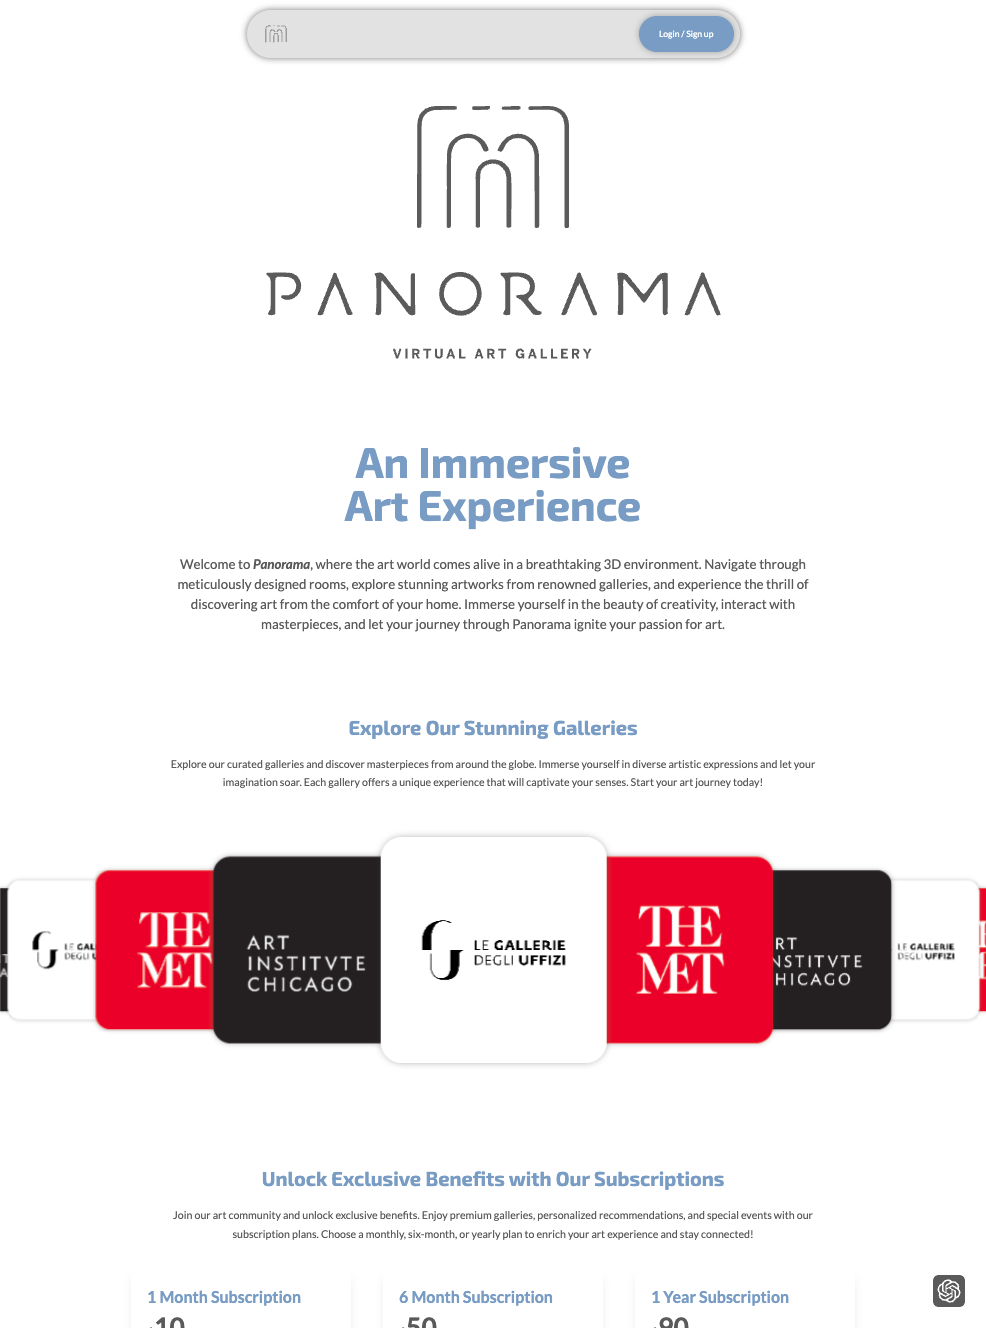 Login / Sign up
PANORAMA
VIRTUAL ART GALLERY
An Immersive
Art Experience
Welcome to Panorama, where the art world comes alive in a breathtaking 3D environment. Navigate through
meticulously designed rooms, explore stunning artworks from renowned galleries, and experience the thrill of
discovering art from the comfort of your home. Immerse yourself in the beauty of creativity, interact with
masterpieces, and let your journey through Panorama ignite your passion for art.
Explore Our Stunning Galleries
Explore our curated galleries and discover masterpieces from around the globe. Immerse yourself in diverse artistic expressions and let your
imagination soar. Each gallery offers a unique experience that will captivate your senses. Start your art journey today!
LE GA
DEGLI U
THE
MET
ART
INSTITVTE
CHICAGO
LE GALLERIE
DEGLI UFFIZI
THE
MET
RT
NSTITVTE
HICAGO
LE GALLERIE
DEGLI UFFIZI
Unlock Exclusive Benefits with Our Subscriptions
Join our art community and unlock exclusive benefits. Enjoy premium galleries, personalized recommendations, and special events with our
subscription plans. Choose a monthly, six-month, or yearly plan to enrich your art experience and stay connected!
1 Month Subscription
6 Month Subscription
1 Year Subscription
10
50
90